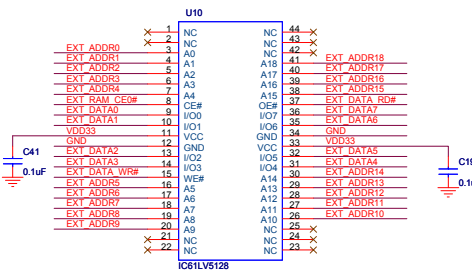 U10
1 NC NC 44
2 NC NC 43
EXT_ADDR0 3 A0 NC 42
EXT_ADDR1 4 A1 A18 41 EXT_ADDR18
EXT_ADDR2 5 A2 A17 40 EXT_ADDR17
EXT_ADDR3 6 A3 A16 39 EXT_ADDR16
EXT_ADDR4 7 A4 A15 38 EXT_ADDR15
EXT_RAM_CE0# 8 CE# OE# 37 EXT_DATA_RD#
EXT_DATA0 9 I/O0 I/O7 36 EXT_DATA7
EXT_DATA1 10 I/O1 I/O6 35 EXT_DATA6
VDD33 11 VCC GND 34 GND
GND 12 GND VCC 33 VDD33
EXT_DATA2 13 I/O2 I/O5 32 EXT_DATA5
EXT_DATA3 14 I/O3 I/O4 31 EXT_DATA4
EXT_DATA_WR# 15 WE# A14 30 EXT_ADDR14
EXT_ADDR5 16 A5 A13 29 EXT_ADDR13
EXT_ADDR6 17 A6 A12 28 EXT_ADDR12
EXT_ADDR7 18 A7 A11 27 EXT_ADDR11
EXT_ADDR8 19 A8 A10 26 EXT_ADDR10
EXT_ADDR9 20 A9 NC 25
21 NC NC 24
22 NC NC 23
IC61LV5128
C41
0.1uF
C19